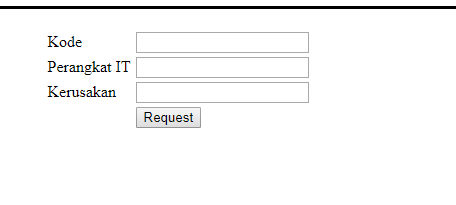 Kode
Perangkat IT
Kerusakan
Request